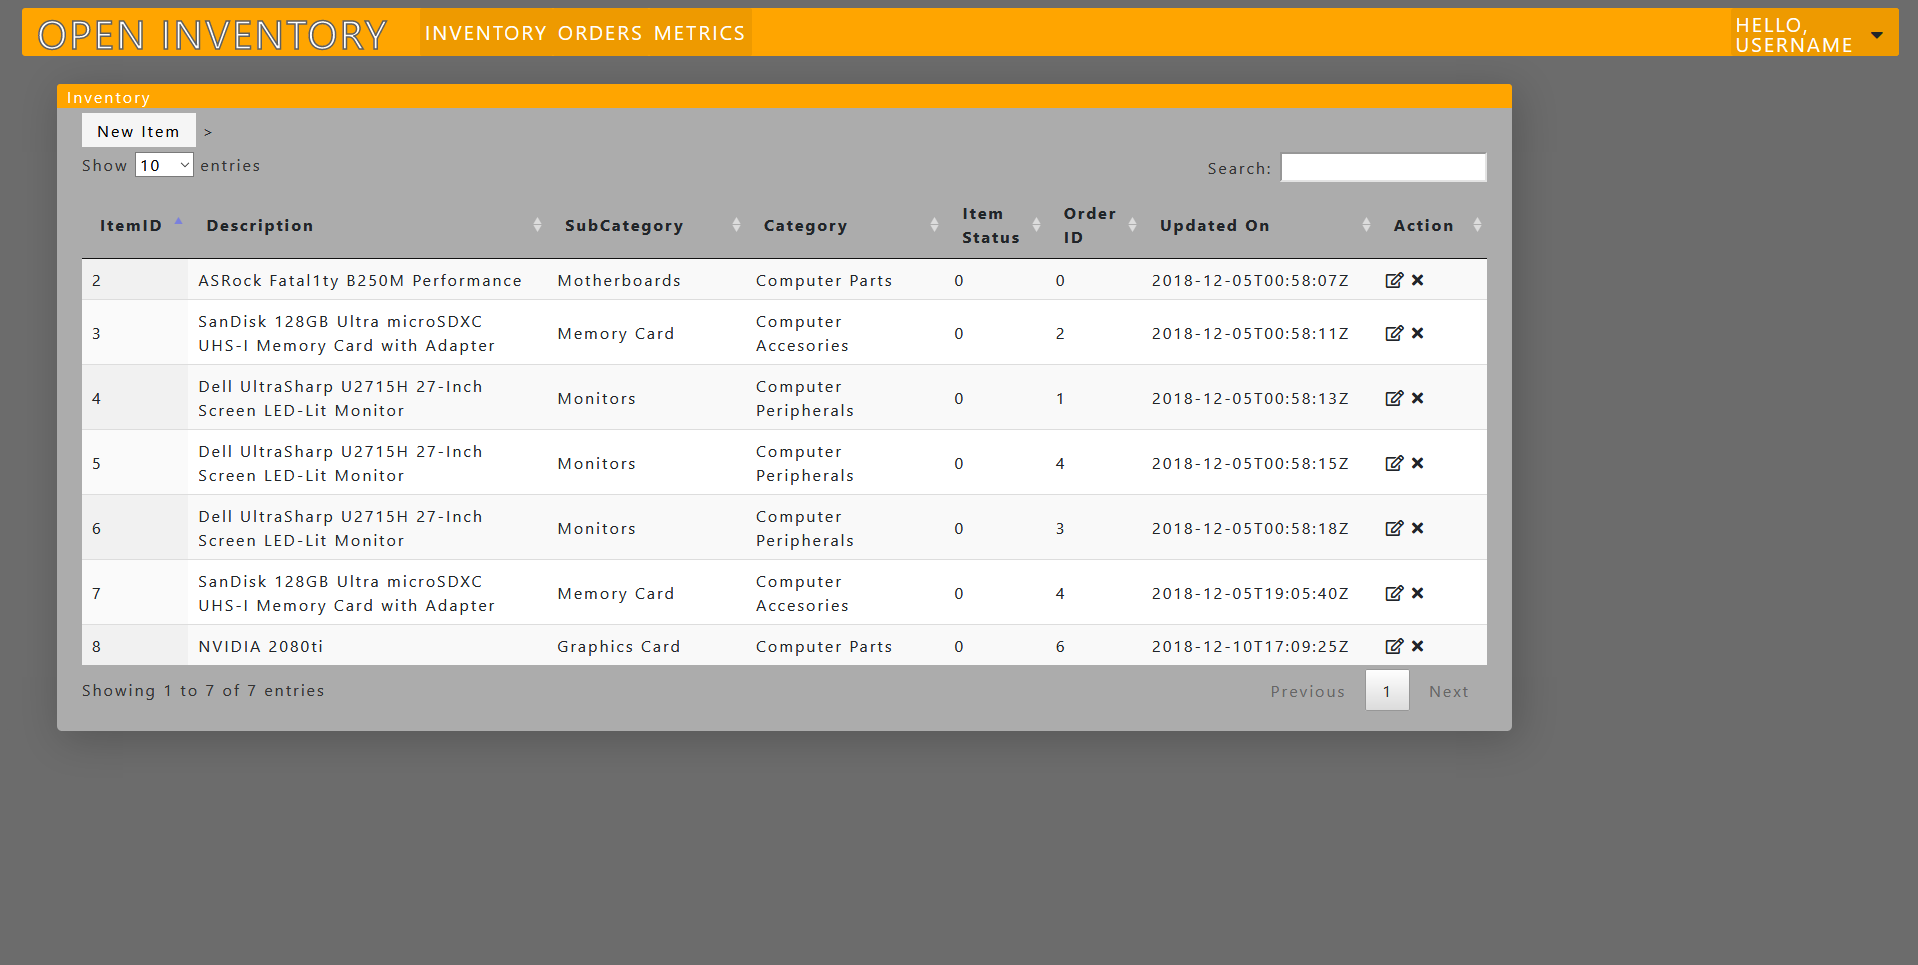 OPEN INVENTORY INVENTORY ORDERS METRICS HELLO,
USERNAME
Inventory
New Item >
Show 10 entries Search:
ItemID Description SubCategory Category Item Status Order ID Updated On Action
2 ASRock Fatal1ty B250M Performance Motherboards Computer Parts 0 0 2018-12-05T00:58:07Z
SanDisk 128GB Ultra microSDXC Computer
3 Memory Card 0 2 2018-12-05T00:58:11Z
UHS-I Memory Card with Adapter Accesories
Dell UltraSharp U2715H 27-Inch Computer
4 Monitors 0 1 2018-12-05T00:58:13Z
Screen LED-Lit Monitor Peripherals
Dell UltraSharp U2715H 27-Inch Computer
5 Monitors 0 4 2018-12-05T00:58:15Z
Screen LED-Lit Monitor Peripherals
Dell UltraSharp U2715H 27-Inch Computer
6 Monitors 0 3 2018-12-05T00:58:18Z
Screen LED-Lit Monitor Peripherals
SanDisk 128GB Ultra microSDXC Computer
7 Memory Card 0 4 2018-12-05T19:05:40Z
UHS-I Memory Card with Adapter Accesories
8 NVIDIA 2080ti Graphics Card Computer Parts 0 6 2018-12-10T17:09:25Z
Showing 1 to 7 of 7 entries Previous 1 Next